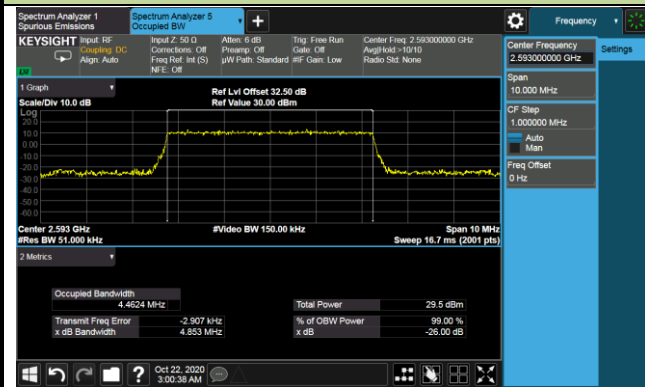 Spectrum Analyzer 1
Spurious Emissions
Spectrum Analyzer 5
Occupied BW
Frequency
KEYSIGHT
Input: RF
Coupling: DC
Align: Auto
Input Z: 50 Ω
Corrections: Off
Freq Ref: Int (S)
NFE: Off
Atten: 6 dB
Preamp: Off
µW Path: Standard
Trig: Free Run
Gate: Off
#IF Gain: Low
Center Freq: 2.593000000 GHz
Avg|Hold:>10/10
Radio Std: None
Center Frequency
2.593000000 GHz
Settings
Span
10.000 MHz
CF Step
1.000000 MHz
Auto
Man
Freq Offset
0 Hz
1 Graph
Scale/Div 10.0 dB
Ref Lvl Offset 32.50 dB
Ref Value 30.00 dBm
Log
20.0
10.0
0.00
-10.0
-20.0
-30.0
-40.0
-50.0
-60.0
Center 2.593 GHz
#Res BW 51.000 kHz
#Video BW 150.00 kHz
Span 10 MHz
Sweep 16.7 ms (2001 pts)
2 Metrics
Occupied Bandwidth
4.4624 MHz
Total Power 29.5 dBm
Transmit Freq Error -2.907 kHz
% of OBW Power 99.00 %
x dB Bandwidth 4.853 MHz
x dB -26.00 dB
Oct 22, 2020
3:00:38 AM